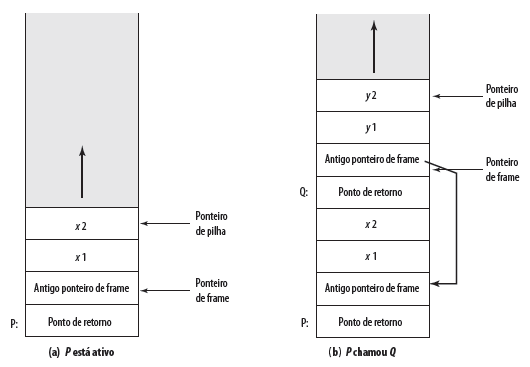 x 2
x 1
Antigo ponteiro de frame
P: Ponto de retorno
Ponteiro
de pilha
Ponteiro
de frame
(a) P está ativo
y 2
y 1
Antigo ponteiro de frame
Q: Ponto de retorno
x 2
x 1
Antigo ponteiro de frame
P: Ponto de retorno
Ponteiro
de pilha
Ponteiro
de frame
(b) P chamou Q